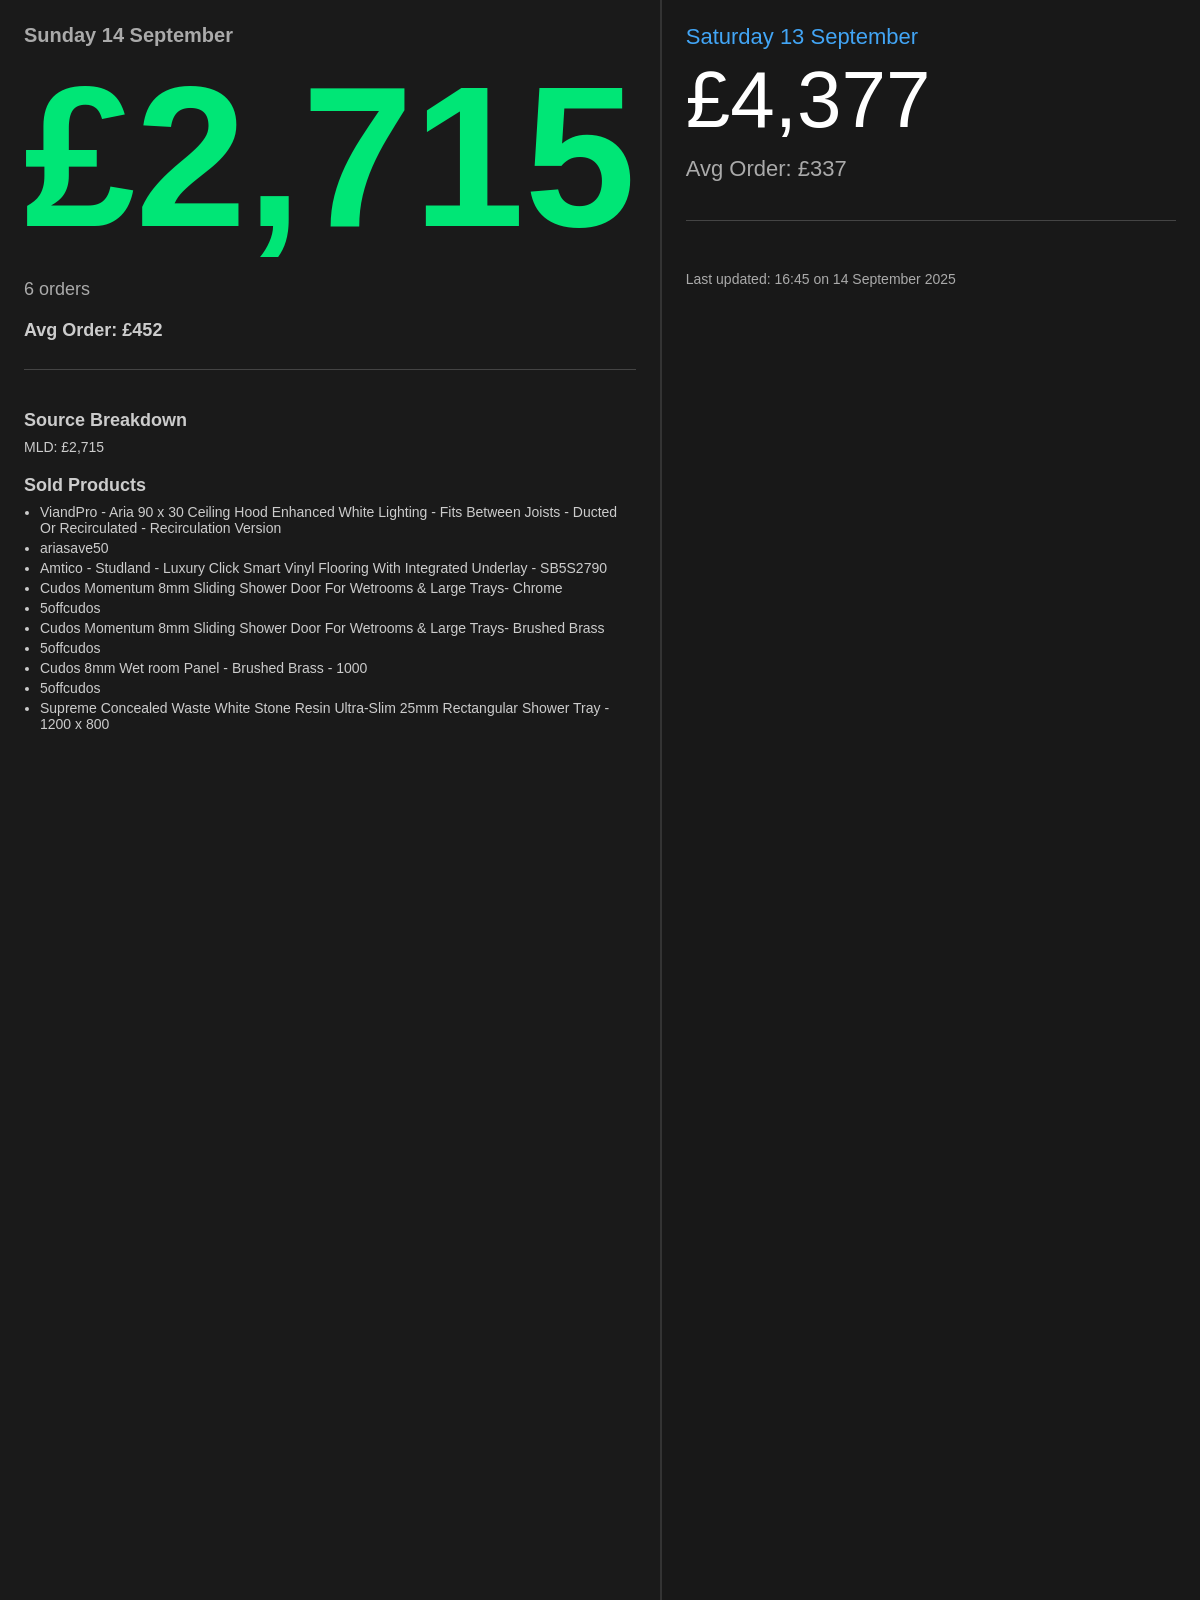 Sunday 14 September
£2,715
6 orders
Avg Order: £452
Source Breakdown
MLD: £2,715
Sold Products
• ViandPro - Aria 90 x 30 Ceiling Hood Enhanced White Lighting - Fits Between Joists - Ducted
Or Recirculated - Recirculation Version
• ariasave50
• Amtico - Studland - Luxury Click Smart Vinyl Flooring With Integrated Underlay - SB5S2790
• Cudos Momentum 8mm Sliding Shower Door For Wetrooms & Large Trays- Chrome
• 5offcudos
• Cudos Momentum 8mm Sliding Shower Door For Wetrooms & Large Trays- Brushed Brass
• 5offcudos
• Cudos 8mm Wet room Panel - Brushed Brass - 1000
• 5offcudos
• Supreme Concealed Waste White Stone Resin Ultra-Slim 25mm Rectangular Shower Tray -
1200 x 800
Saturday 13 September
£4,377
Avg Order: £337
Last updated: 16:45 on 14 September 2025